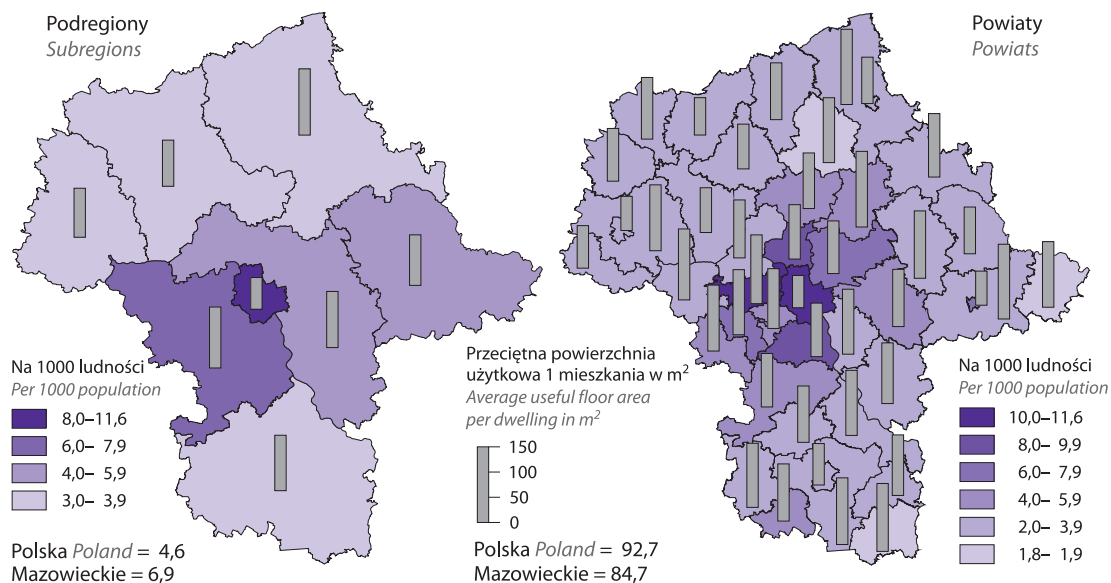 Podregiony
Subregions
Powiaty
Powiats
Na 1000 ludności
Per 1000 population
8,0–11,6
6,0– 7,9
4,0– 5,9
3,0– 3,9
Polska Poland = 4,6
Mazowieckie = 6,9
Przeciętna powierzchnia
użytkowa 1 mieszkania w m²
Average useful floor area
per dwelling in m²
150
100
50
0
Polska Poland = 92,7
Mazowieckie = 84,7
Na 1000 ludności
Per 1000 population
10,0–11,6
8,0– 9,9
6,0– 7,9
4,0– 5,9
2,0– 3,9
1,8– 1,9